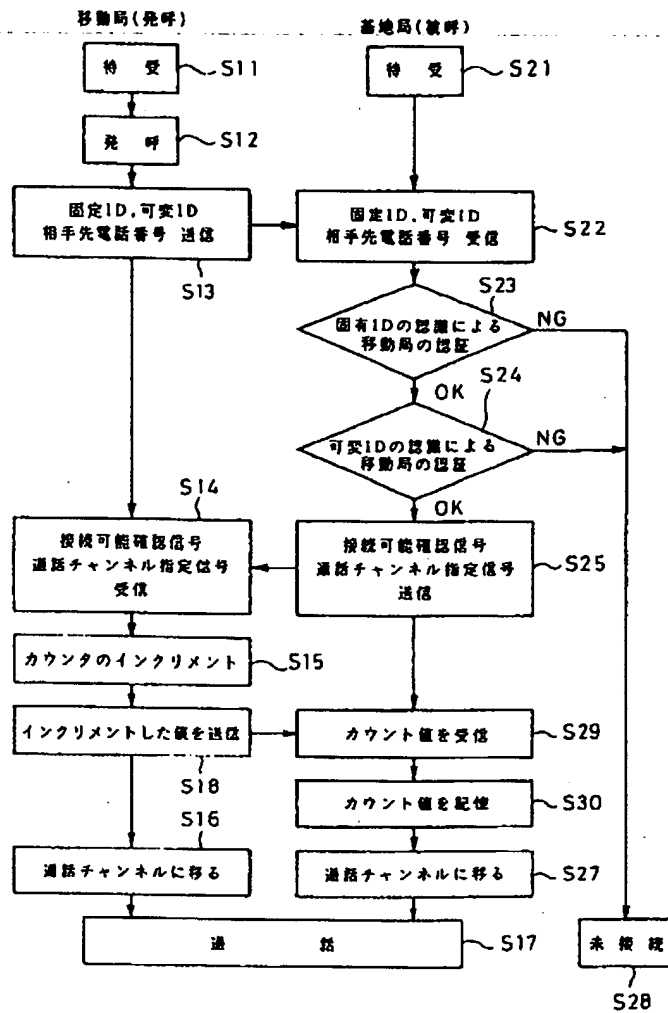 移動局(発呼)
基地局(被呼)
待受
S11
待受
S21
発呼
S12
固定ID,可変ID
相手先電話番号 送信
S13
固定ID,可変ID
相手先電話番号 受信
S22
S23
固有IDの認識による
移動局の認証
NG
OK
S24
可変IDの認識による
移動局の認証
NG
OK
S14
接続可能確認信号
通話チャンネル指定信号
受信
接続可能確認信号
通話チャンネル指定信号
送信
S25
カウンタのインクリメント
S15
インクリメントした値を送信
S18
カウント値を受信
S29
カウント値を記憶
S30
S16
通話チャンネルに移る
通話チャンネルに移る
S27
通話
S17
未接続
S28